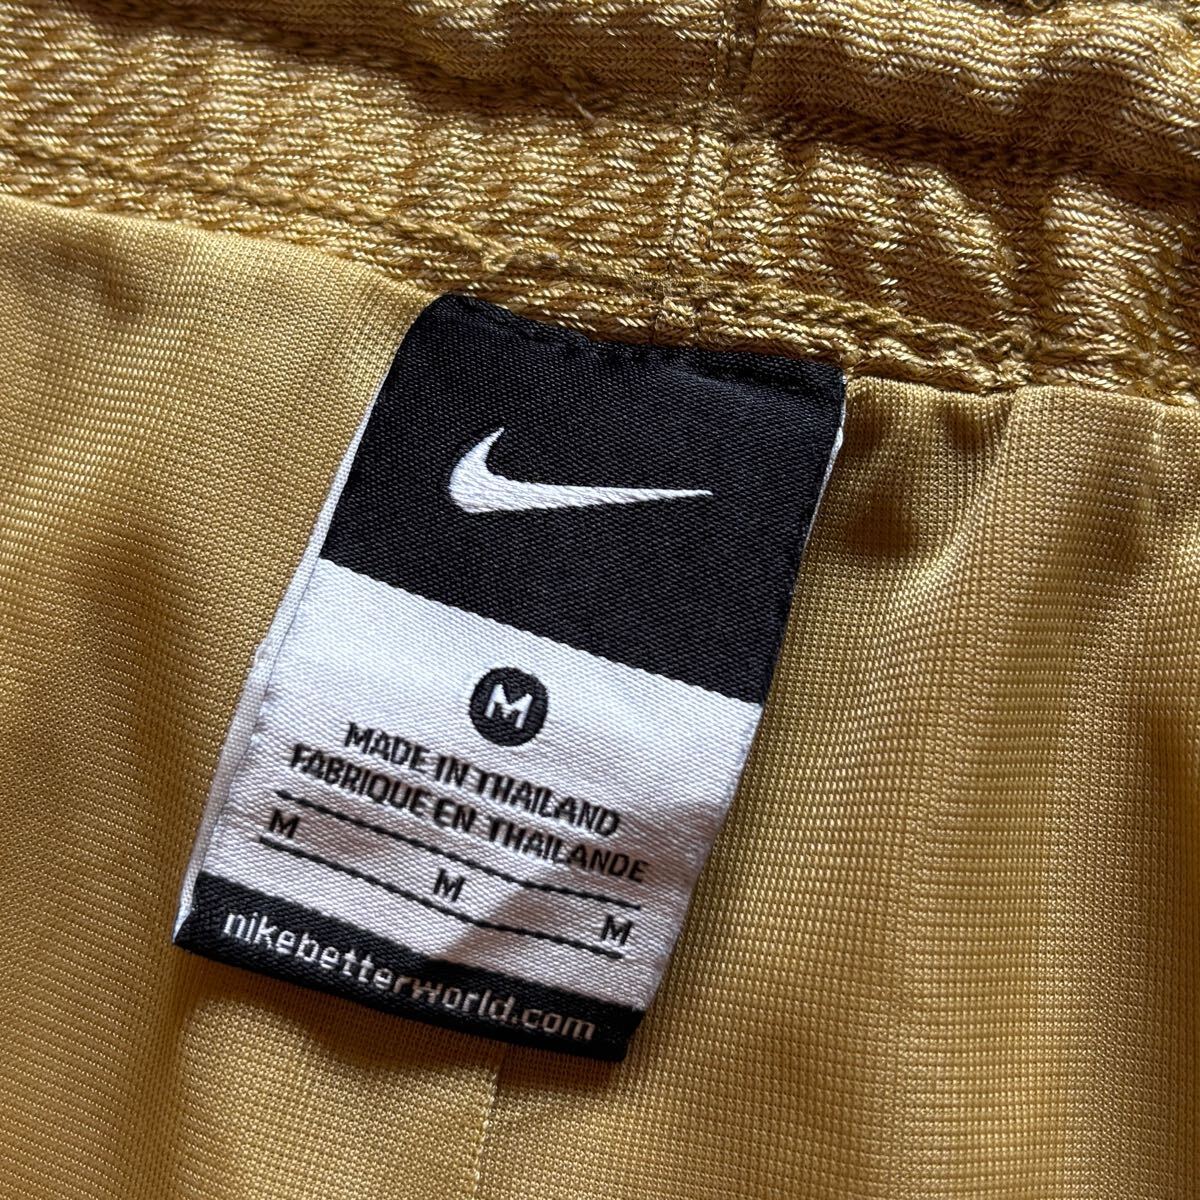 M
MADE IN THAILAND
FABRIQUE EN THAILANDE
M M M
nikebetterworld.com